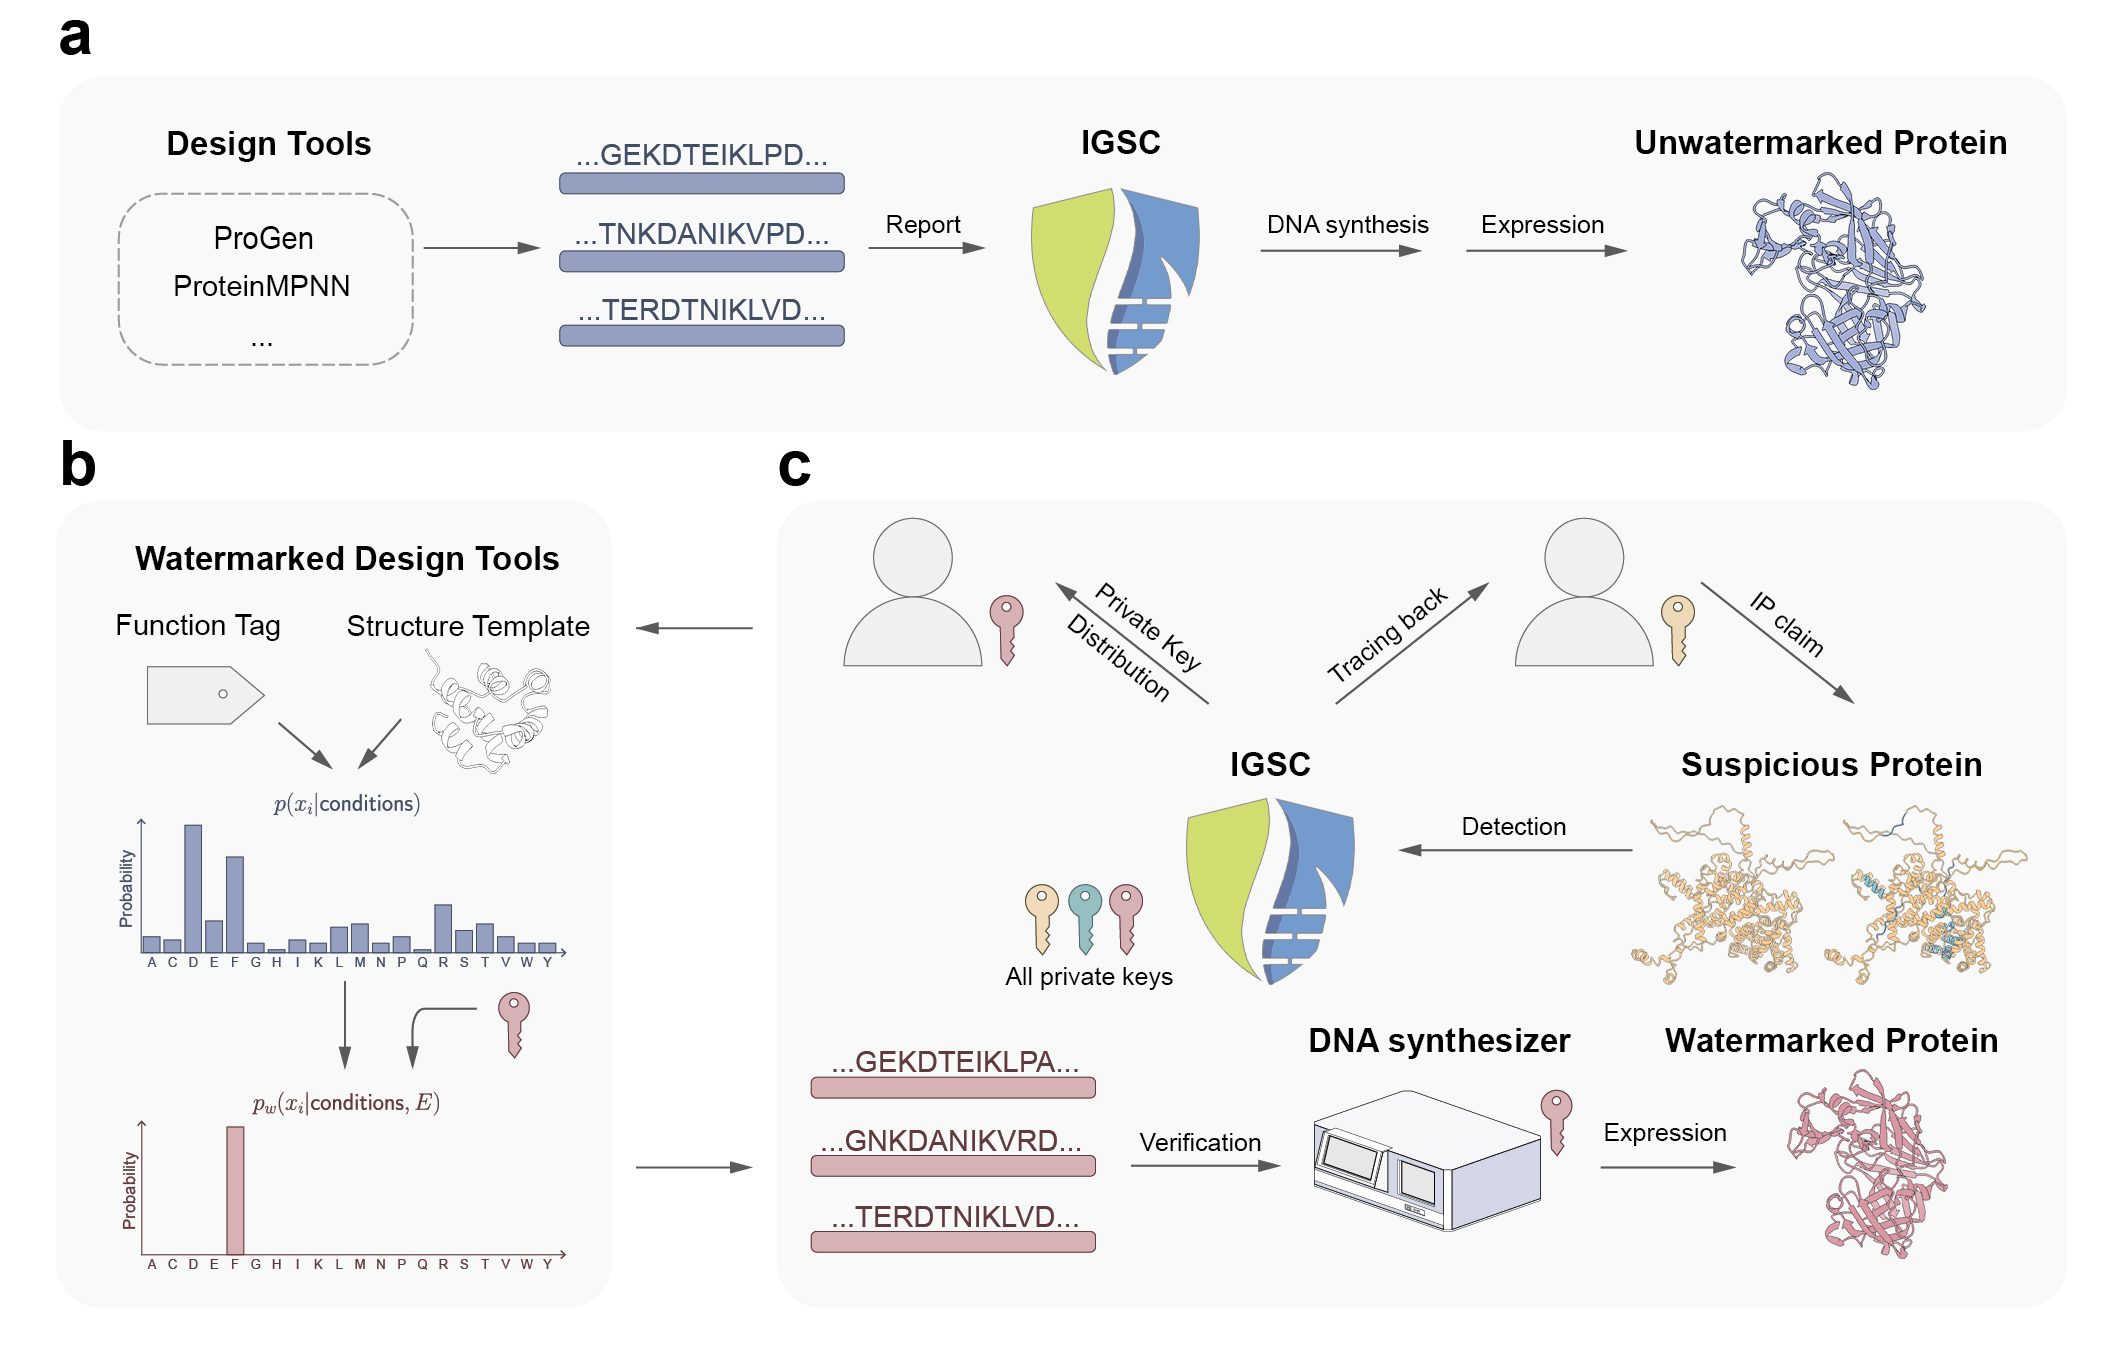 a
Design Tools
ProGen
ProteinMPNN
...
...GEKDTEIKLPD...
...TNKDANIKVPD...
...TERDTNIKLVD...
Report
IGSC
DNA synthesis
Expression
Unwatermarked Protein
b
Watermarked Design Tools
Function Tag
Structure Template
p(x_i|conditions)
Probability
A C D E F G H I K L M N P Q R S T V W Y
p_w(x_i|conditions, E)
Probability
A C D E F G H I K L M N P Q R S T V W Y
c
Private Key
Distribution
Tracing back
IP claim
IGSC
Suspicious Protein
Detection
All private keys
...GEKDTEIKLPA...
...GNKDANIKVRD...
...TERDTNIKLVD...
Verification
DNA synthesizer
Expression
Watermarked Protein